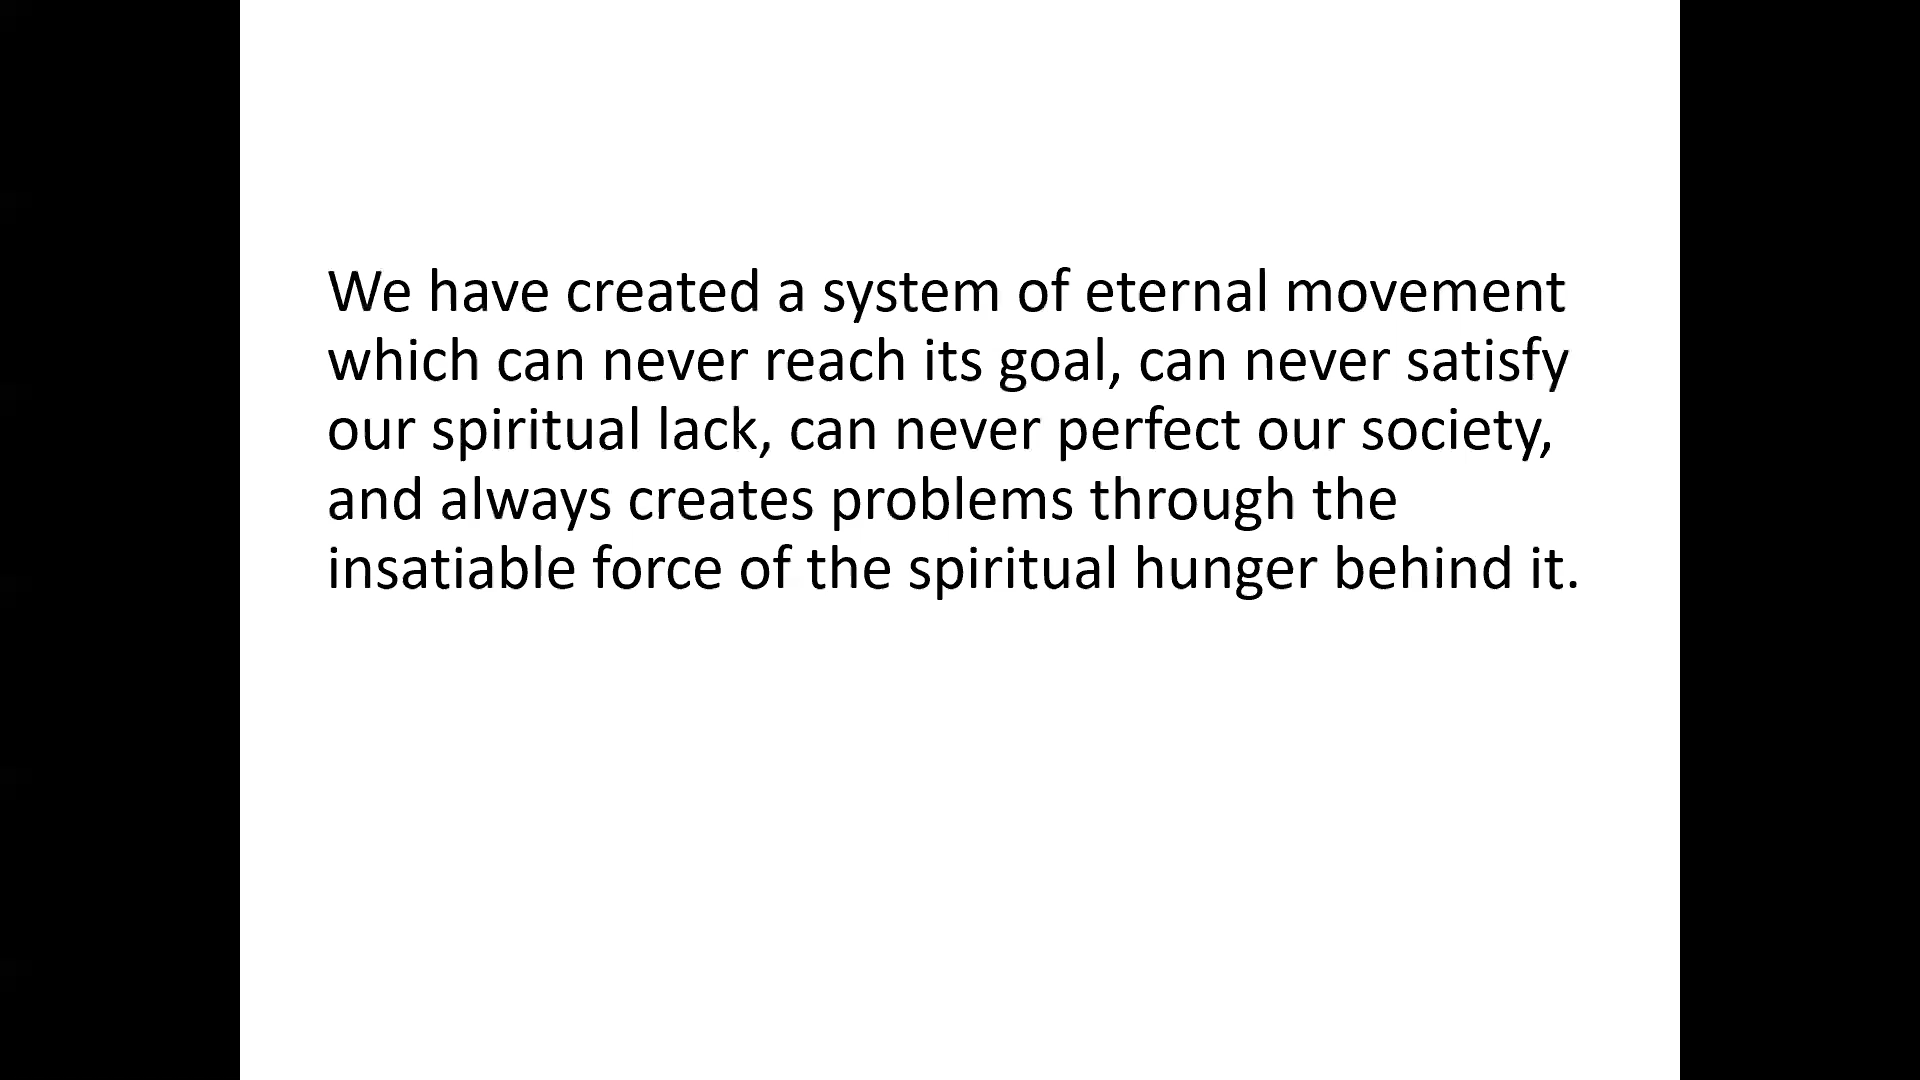 We have created a system of eternal movement
which can never reach its goal, can never satisfy
our spiritual lack, can never perfect our society,
and always creates problems through the
insatiable force of the spiritual hunger behind it.